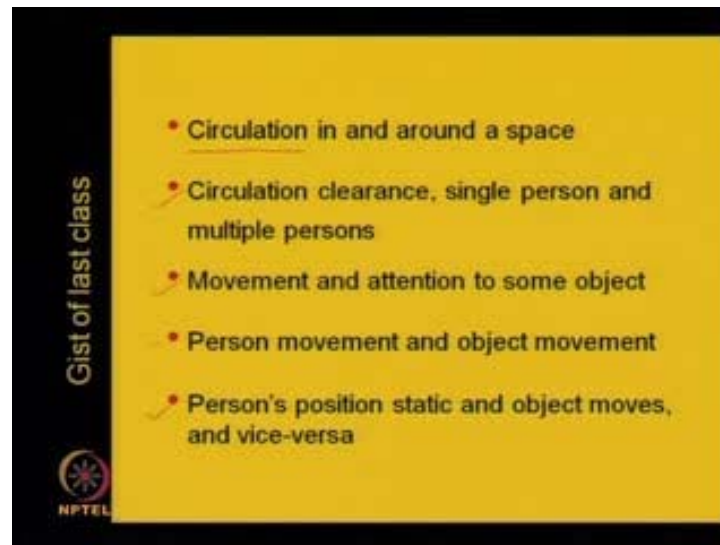 Gist of last class
• Circulation in and around a space
• Circulation clearance, single person and
multiple persons
• Movement and attention to some object
• Person movement and object movement
• Person's position static and object moves,
and vice-versa
NPTEL